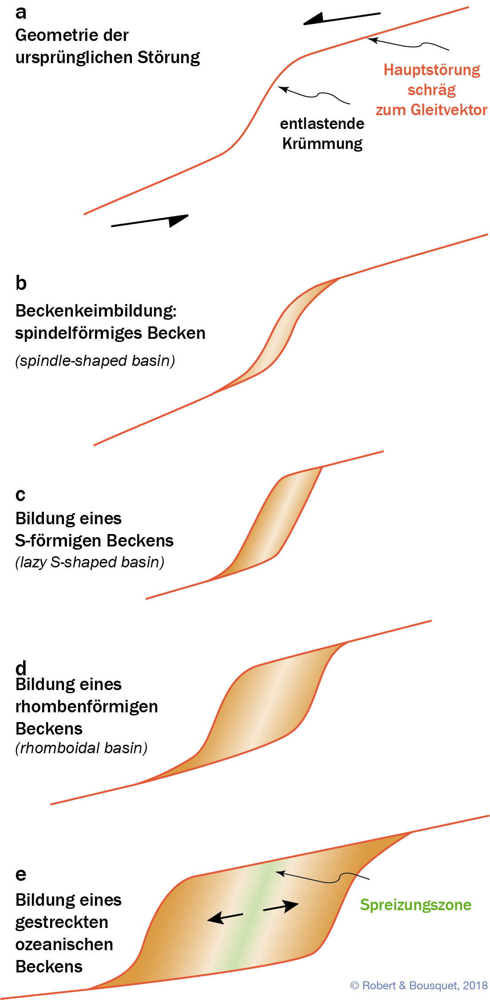 a
Geometrie der
ursprünglichen Störung
Hauptstörung
schräg
zum Gleitvektor
entlastende
Krümmung
b
Beckenkeimbildung:
spindelförmiges Becken
(spindle-shaped basin)
c
Bildung eines
S-förmigen Beckens
(lazy S-shaped basin)
d
Bildung eines
rhombenförmigen
Beckens
(rhomboidal basin)
e
Bildung eines
gestreckten
ozeanischen
Beckens
Spreizungszone
© Robert & Bousquet, 2018